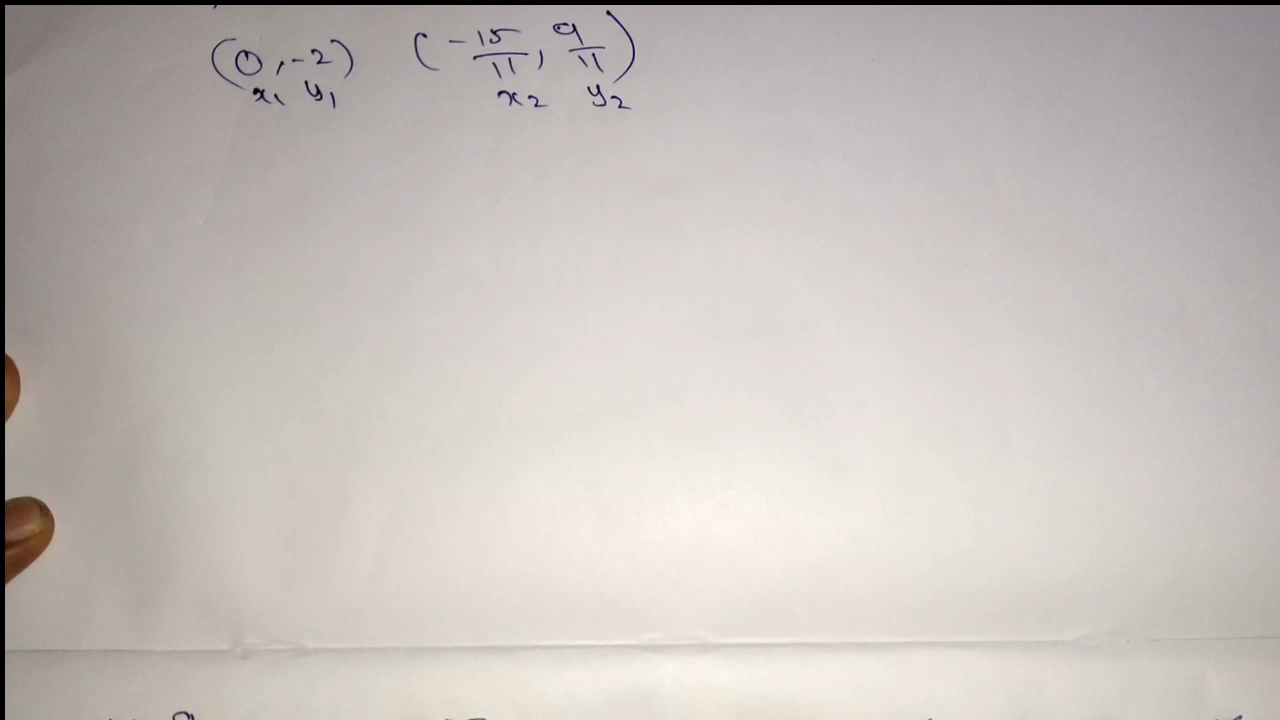 (0, -2) (-15/11, 9/11)
x₁ y₁ x₂ y₂